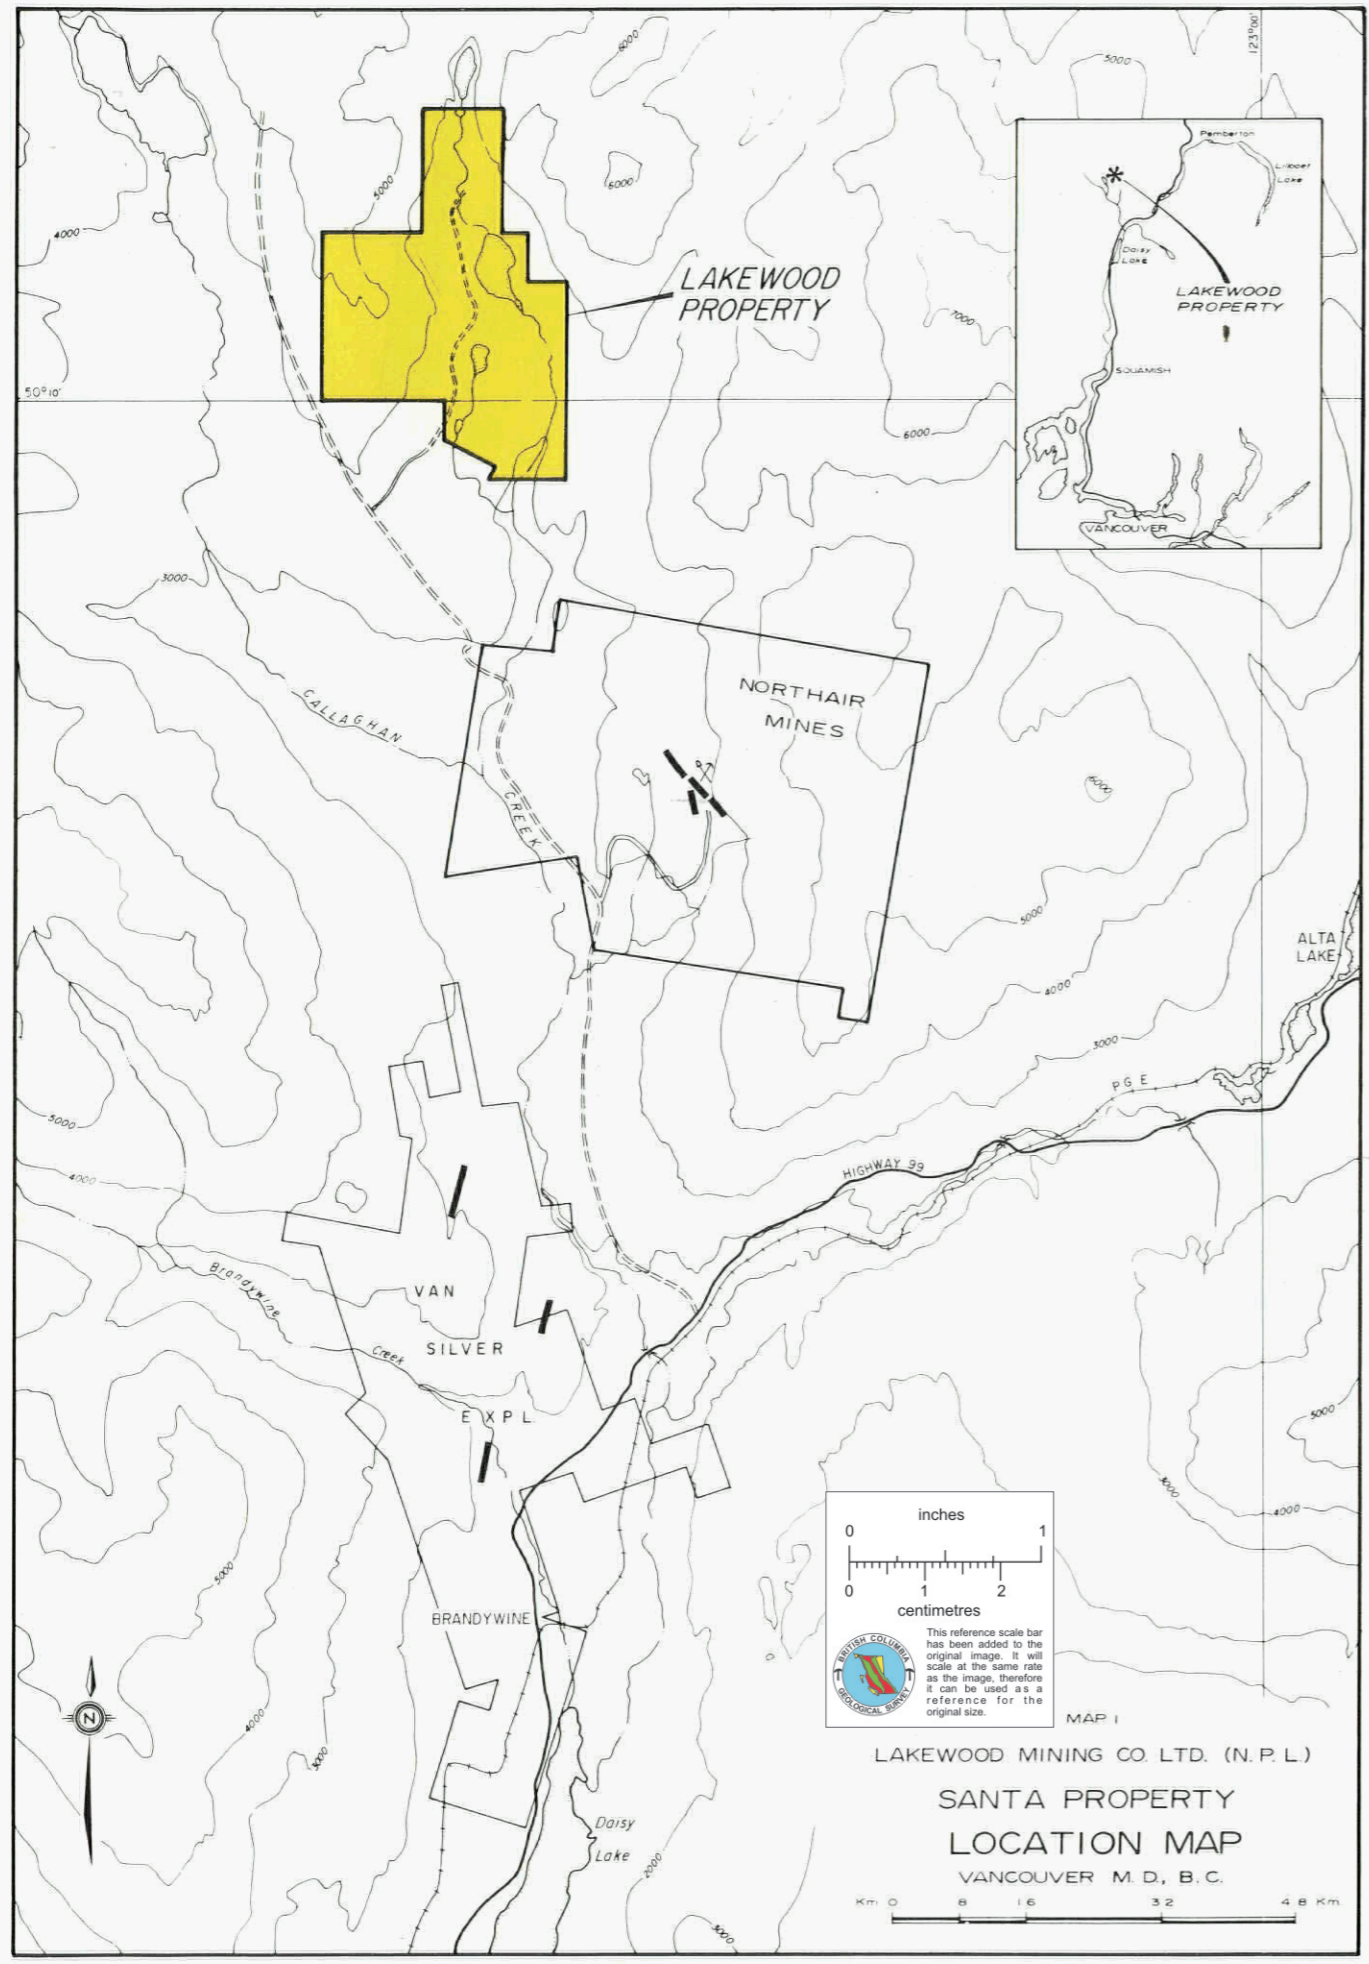 6000
5000
123°00'
Pemberton
Lillooet
Lake
5000
6000
4000
Daisy
Lake
LAKEWOOD
PROPERTY
LAKEWOOD
PROPERTY
7000
SQUAMISH
50°10'
6000
VANCOUVER
3000
NORTHAIR
MINES
CALLAGHAN
CREEK
6000
5000
ALTA
LAKE
4000
3000
PGE
5000
HIGHWAY 99
4000
Brandywine
Creek
VAN
SILVER
EXPL.
5000
3000
4000
inches
0 1
0 1 2
centimetres
This reference scale bar
has been added to the
original image. It will
scale at the same rate
as the image, therefore
it can be used as a
reference for the
original size.
BRITISH COLUMBIA
GEOLOGICAL SURVEY
5000
BRANDYWINE
N
4000
3000
MAP 1
LAKEWOOD MINING CO. LTD. (N.P.L.)
SANTA PROPERTY
LOCATION MAP
VANCOUVER M.D., B.C.
Daisy
Lake
2000
3000
Km 0 8 16 32 48 Km